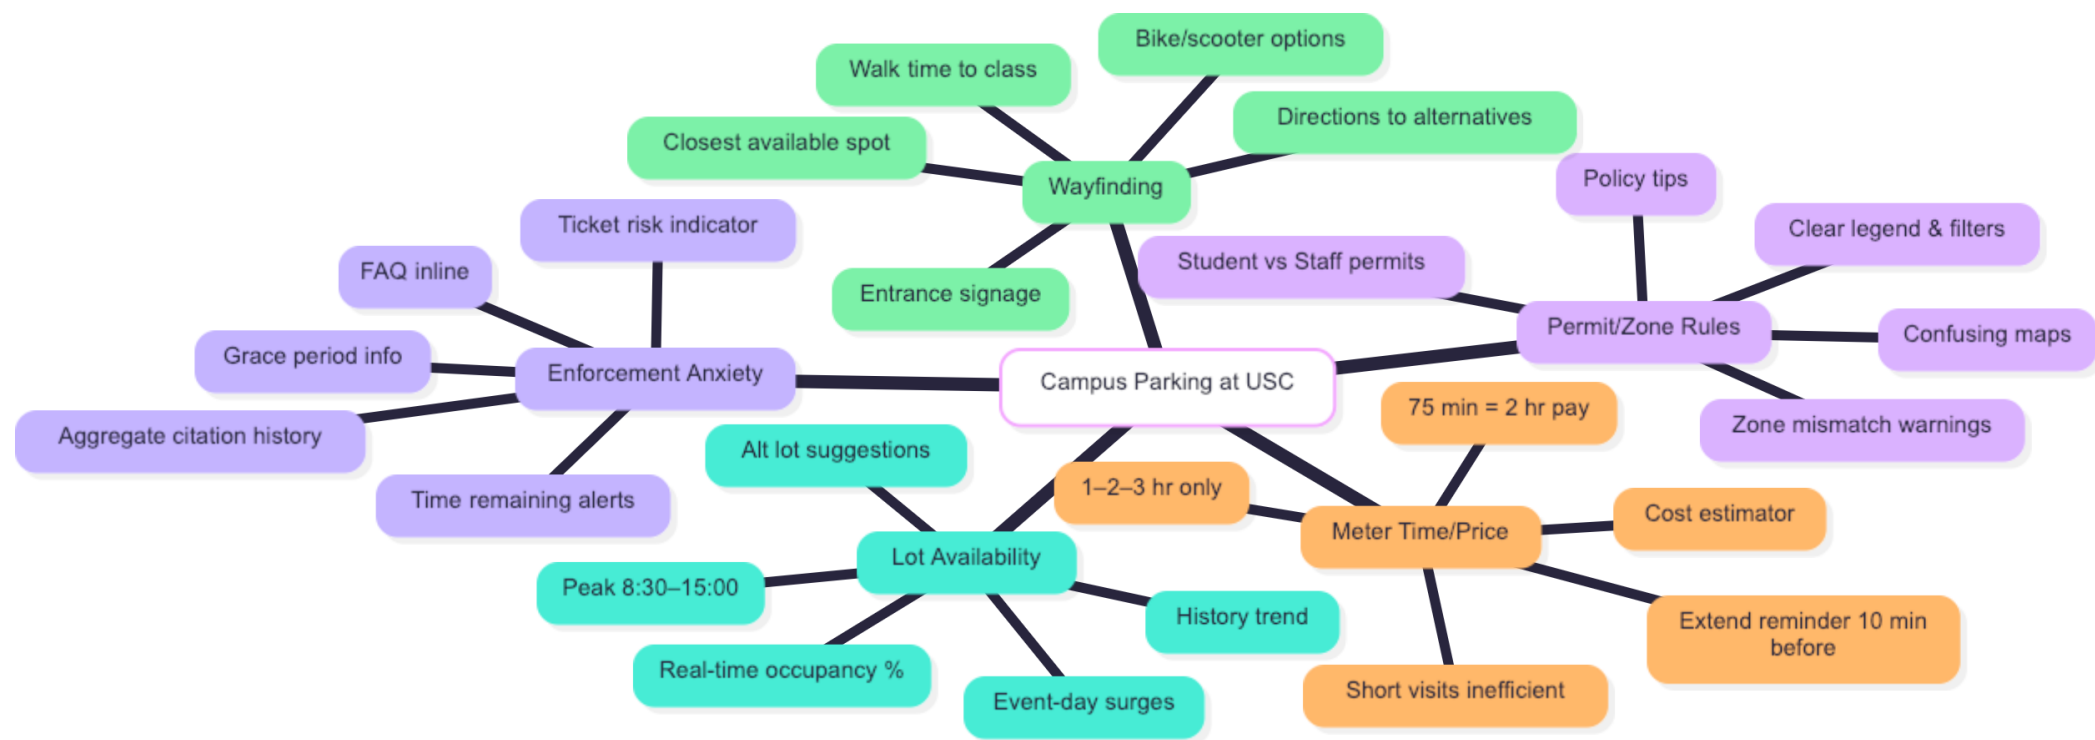 Bike/scooter options
Walk time to class
Directions to alternatives
Closest available spot
Wayfinding
Entrance signage
Policy tips
Clear legend & filters
Student vs Staff permits
Permit/Zone Rules
Confusing maps
Zone mismatch warnings
Ticket risk indicator
FAQ inline
Grace period info
Enforcement Anxiety
Aggregate citation history
Time remaining alerts
Campus Parking at USC
75 min = 2 hr pay
1–2–3 hr only
Meter Time/Price
Cost estimator
Extend reminder 10 min
before
Short visits inefficient
Alt lot suggestions
Lot Availability
Peak 8:30–15:00
History trend
Real-time occupancy %
Event-day surges